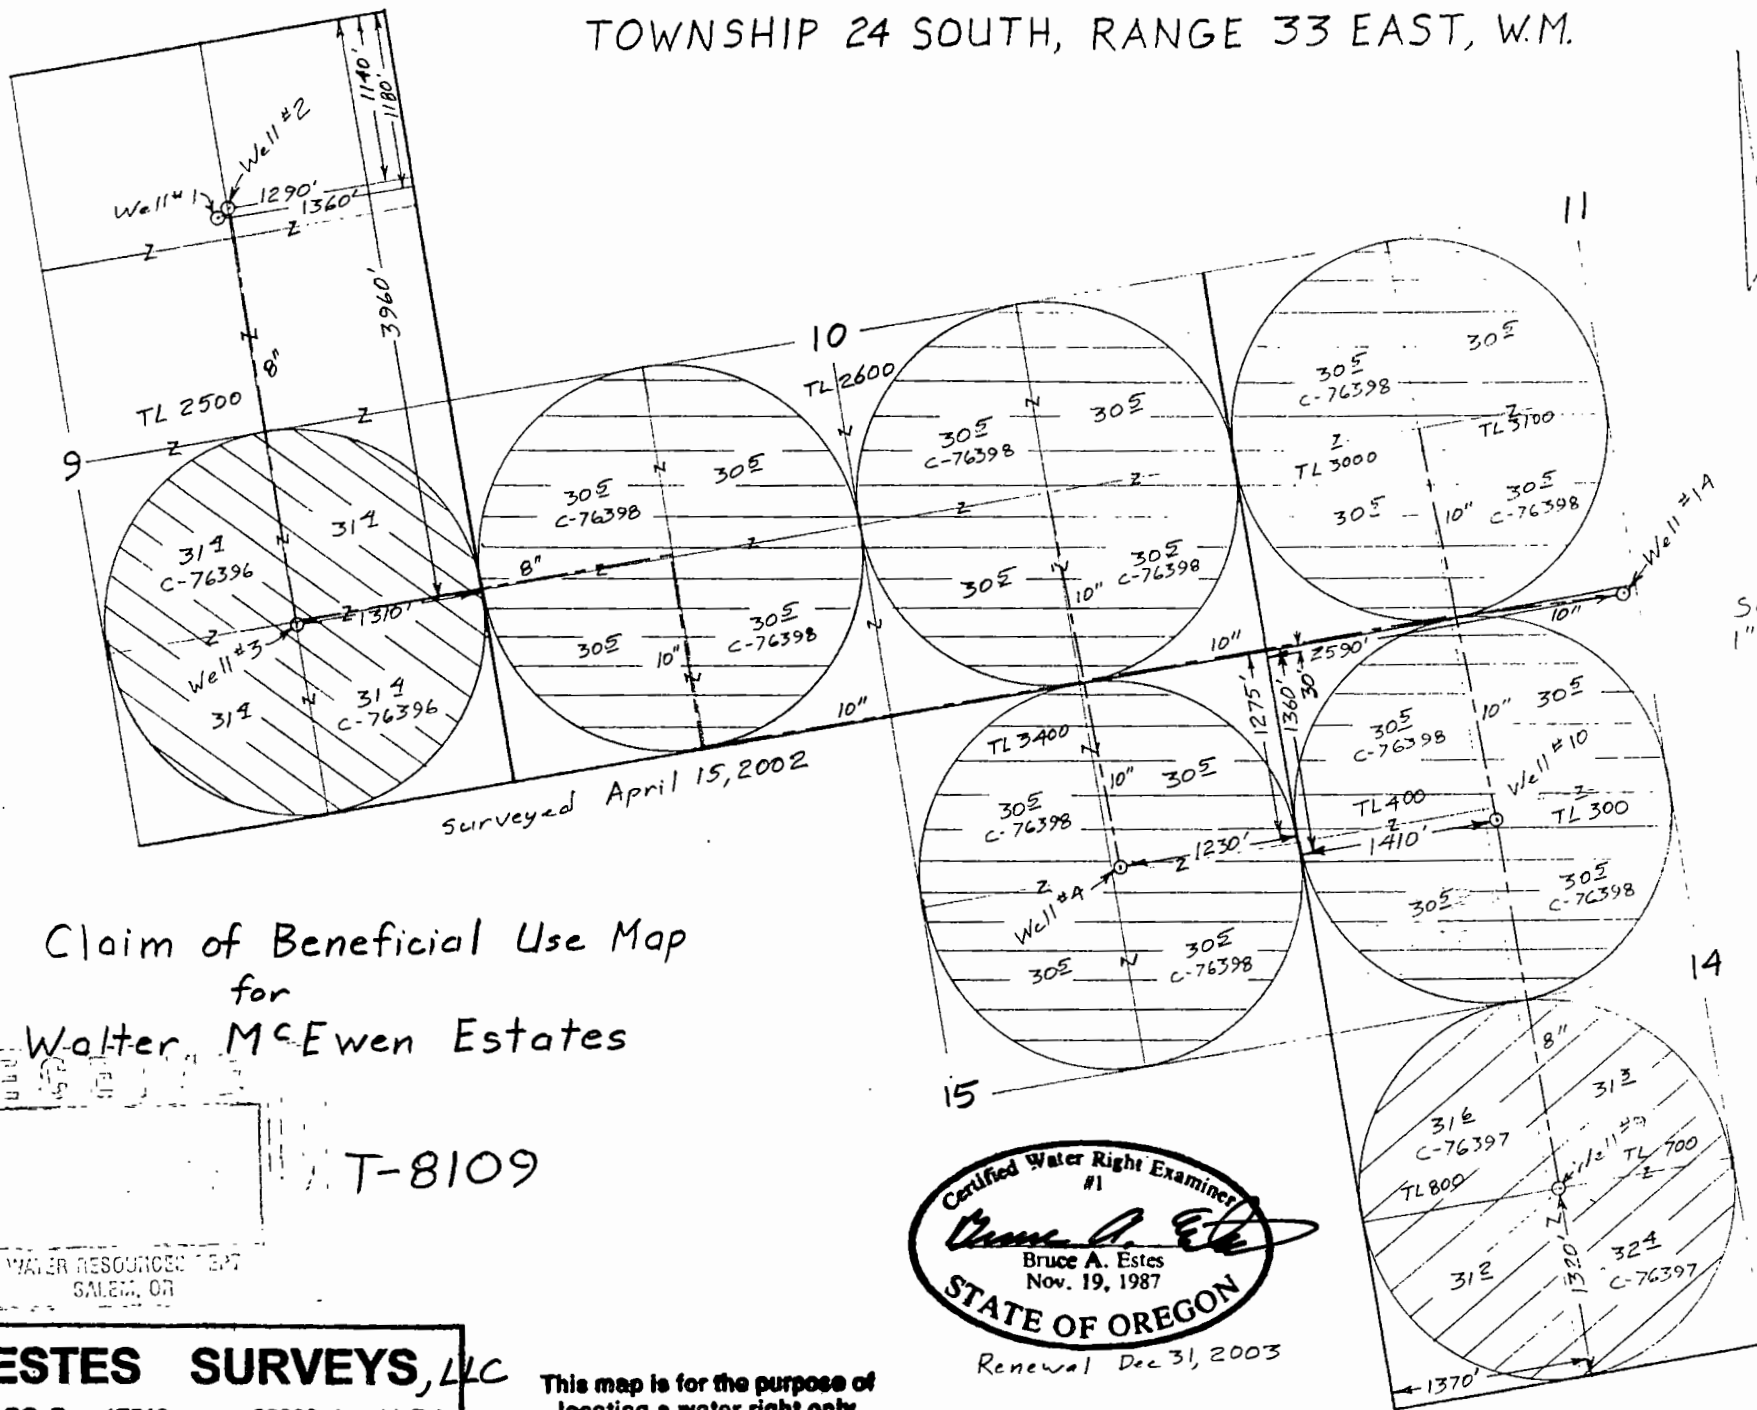 TOWNSHIP 24 SOUTH, RANGE 33 EAST, W.M.
1140'
1180'
Well #2
Well #1
1290'
1360'
Z
Z
3960'
Z
8"
TL 2500
9
Z
Z
31.4
C-76396
31.4
Z
Z
1310'
Z
Well #3
31.4
31.4
C-76396
Z
10
TL 2600
11
30.5
C-76398
30.5
Z
8"
Z
Z
30.5
10"
30.5
C-76398
Z
Z
30.5
C-76398
30.5
Z
Z
Z
Z
30.5
10"
30.5
C-76398
30.5
C-76398
30.5
Z
TL 3100
Z
TL 3000
30.5
10"
30.5
C-76398
Well #1A
10"
10"
10"
2590'
1275'
1360'
30'
1"
Surveyed April 15, 2002
TL 3400
Z
10"
30.5
30.5
C-76398
1230'
Z
Z
Well #4
30.5
30.5
C-76398
Z
30.5
C-76398
10"
30.5
Well #10
TL 400
Z
TL 300
Z
1410'
30.5
30.5
C-76398
14
15
8"
31.6
C-76397
31.3
TL 700
Z
TL 800
Z
31.2
1320'
32.4
C-76397
1370'
Claim of Beneficial Use Map
for
Walter McEwen Estates
T-8109
WATER RESOURCES DEPT
SALEM, OR
Certified Water Right Examiner
#1
Bruce A. Estes
Nov. 19, 1987
STATE OF OREGON
Renewal Dec 31, 2003
ESTES SURVEYS, LLC
This map is for the purpose of
locating a water right only